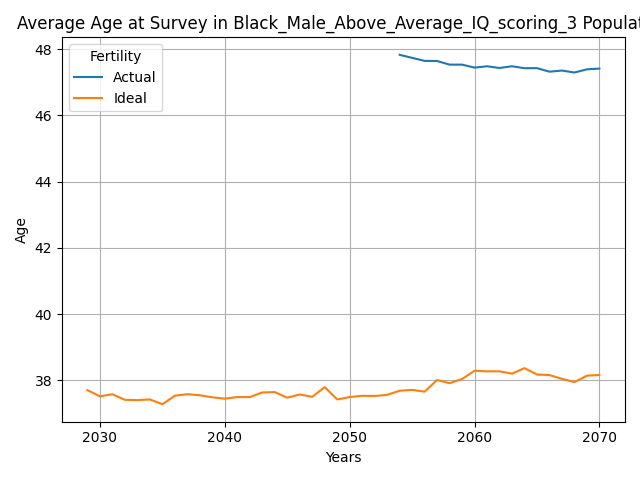 Average Age at Survey in Black_Male_Above_Average_IQ_scoring_3 Populat
Fertility
Actual
Ideal
48
46
44
42
40
38
Age
2030 2040 2050 2060 2070
Years